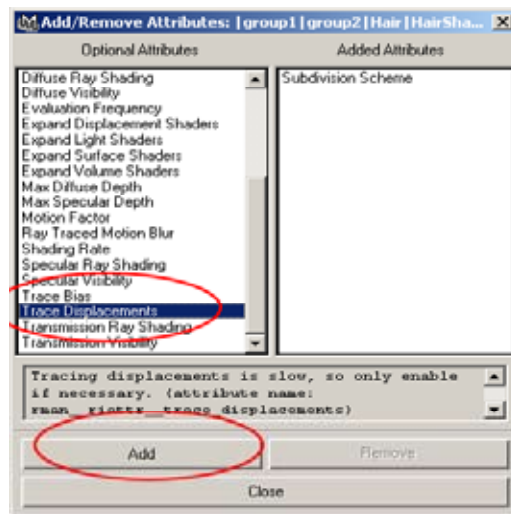 Add/Remove Attributes: |group1|group2|Hair|HairSha...
Optional Attributes
Added Attributes
Diffuse Ray Shading
Diffuse Visibility
Evaluation Frequency
Expand Displacement Shaders
Expand Light Shaders
Expand Surface Shaders
Expand Volume Shaders
Max Diffuse Depth
Max Specular Depth
Motion Factor
Ray Traced Motion Blur
Shading Rate
Specular Ray Shading
Specular Visibility
Trace Bias
Trace Displacements
Transmission Ray Shading
Transmission Visibility
Subdivision Scheme
Tracing displacements is slow, so only enable
if necessary. (attribute
name:
rman__riattr__trace_displacements)
Add
Remove
Close